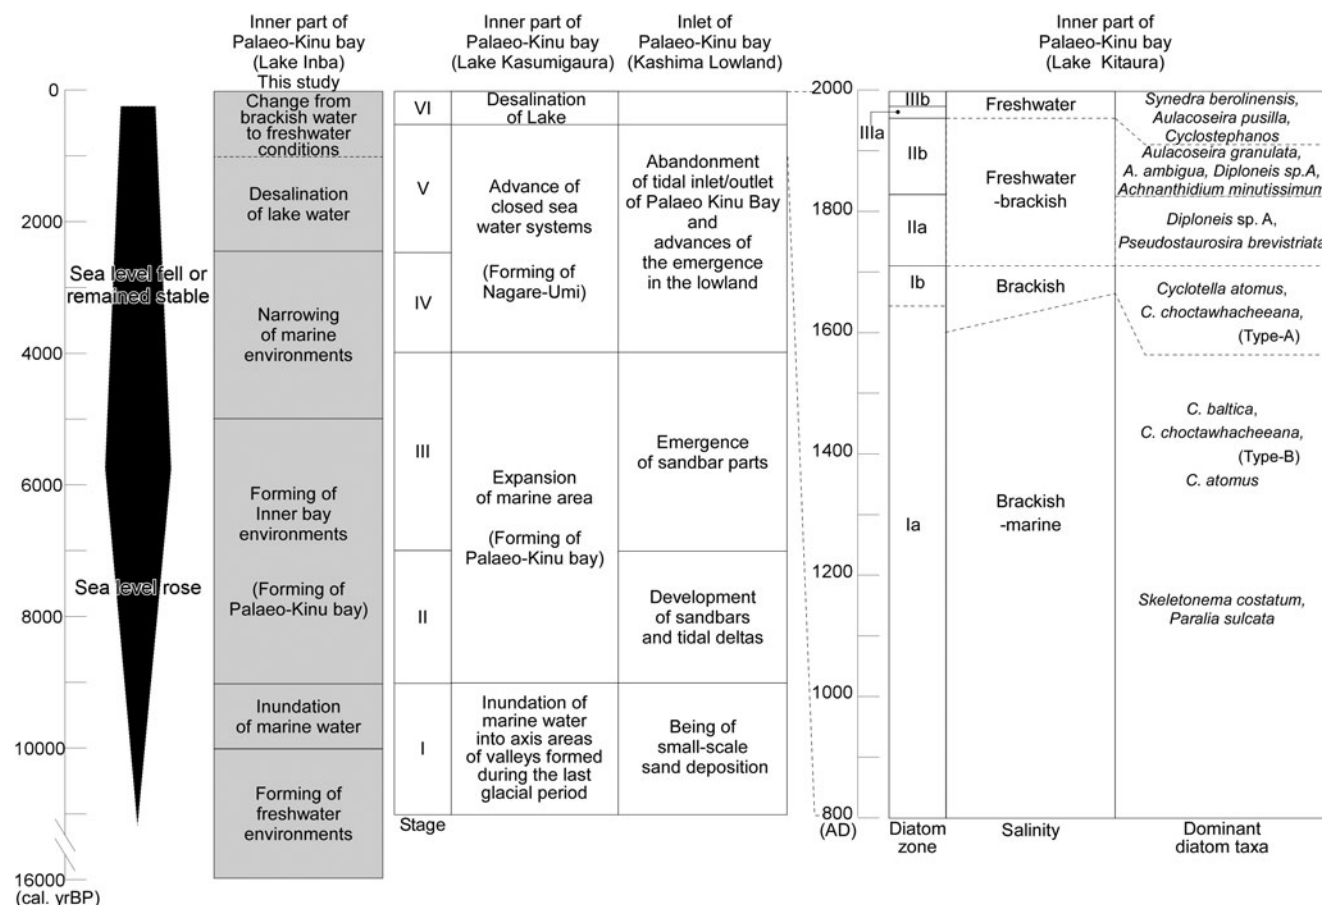 Inner part of
Palaeo-Kinu bay
(Lake Inba)
This study
Inner part of
Palaeo-Kinu bay
(Lake Kasumigaura)
Inlet of
Palaeo-Kinu bay
(Kashima Lowland)
Inner part of
Palaeo-Kinu bay
(Lake Kitaura)
0
2000
4000
6000
8000
10000
16000
(cal. yrBP)
Sea level fell or
remained stable
Sea level rose
Change from
brackish water
to freshwater
conditions
Desalination
of lake water
Narrowing
of marine
environments
Forming of
Inner bay
environments
(Forming of
Palaeo-Kinu bay)
Inundation
of marine water
Forming of
freshwater
environments
VI
V
IV
III
II
I
Stage
Desalination
of Lake
Advance of
closed sea
water systems
(Forming of
Nagare-Umi)
Expansion
of marine area
(Forming of
Palaeo-Kinu bay)
Inundation of
marine water
into axis areas
of valleys formed
during the last
glacial period
Abandonment
of tidal inlet/outlet
of Palaeo Kinu Bay
and
advances of
the emergence
in the lowland
Emergence
of sandbar parts
Development
of sandbars
and tidal deltas
Being of
small-scale
sand deposition
2000
1800
1600
1400
1200
1000
800
(AD)
IIIb
IIIa
IIb
IIa
Ib
Ia
Diatom
zone
Freshwater
Freshwater
-brackish
Brackish
Brackish
-marine
Salinity
Synedra berolinensis,
Aulacoseira pusilla,
Cyclostephanos
Aulacoseira granulata,
A. ambigua, Diploneis sp.A,
Achnanthidium minutissimum
Diploneis sp. A,
Pseudostaurosira brevistriata
Cyclotella atomus,
C. choctawhacheeana,
(Type-A)
C. baltica,
C. choctawhacheeana,
(Type-B)
C. atomus
Skeletonema costatum,
Paralia sulcata
Dominant
diatom taxa